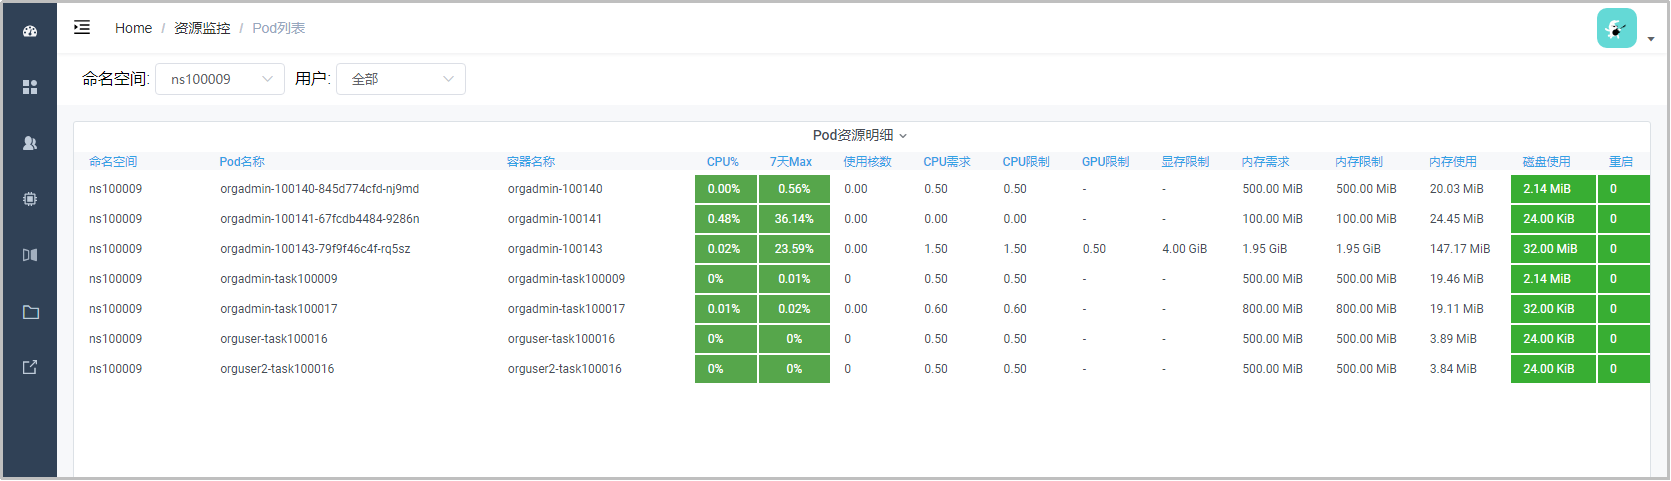 Home / 资源监控 / Pod列表
命名空间: ns100009 用户: 全部
Pod资源明细
命名空间 Pod名称 容器名称 CPU% 7天Max 使用核数 CPU需求 CPU限制 GPU限制 显存限制 内存需求 内存限制 内存使用 磁盘使用 重启
ns100009 orgadmin-100140-845d774cfd-nj9md orgadmin-100140 0.00% 0.56% 0.00 0.50 0.50 - - 500.00 MiB 500.00 MiB 20.03 MiB 2.14 MiB 0
ns100009 orgadmin-100141-67fcdb4484-9286n orgadmin-100141 0.48% 36.14% 0.00 0.00 0.00 - - 100.00 MiB 100.00 MiB 24.45 MiB 24.00 KiB 0
ns100009 orgadmin-100143-79f9f46c4f-rq5sz orgadmin-100143 0.02% 23.59% 0.00 1.50 1.50 0.50 4.00 GiB 1.95 GiB 1.95 GiB 147.17 MiB 32.00 MiB 0
ns100009 orgadmin-task100009 orgadmin-task100009 0% 0.01% 0 0.50 0.50 - - 500.00 MiB 500.00 MiB 19.46 MiB 2.14 MiB 0
ns100009 orgadmin-task100017 orgadmin-task100017 0.01% 0.02% 0.00 0.60 0.60 - - 800.00 MiB 800.00 MiB 19.11 MiB 32.00 KiB 0
ns100009 orguser-task100016 orguser-task100016 0% 0% 0 0.50 0.50 - - 500.00 MiB 500.00 MiB 3.89 MiB 24.00 KiB 0
ns100009 orguser2-task100016 orguser2-task100016 0% 0% 0 0.50 0.50 - - 500.00 MiB 500.00 MiB 3.84 MiB 24.00 KiB 0